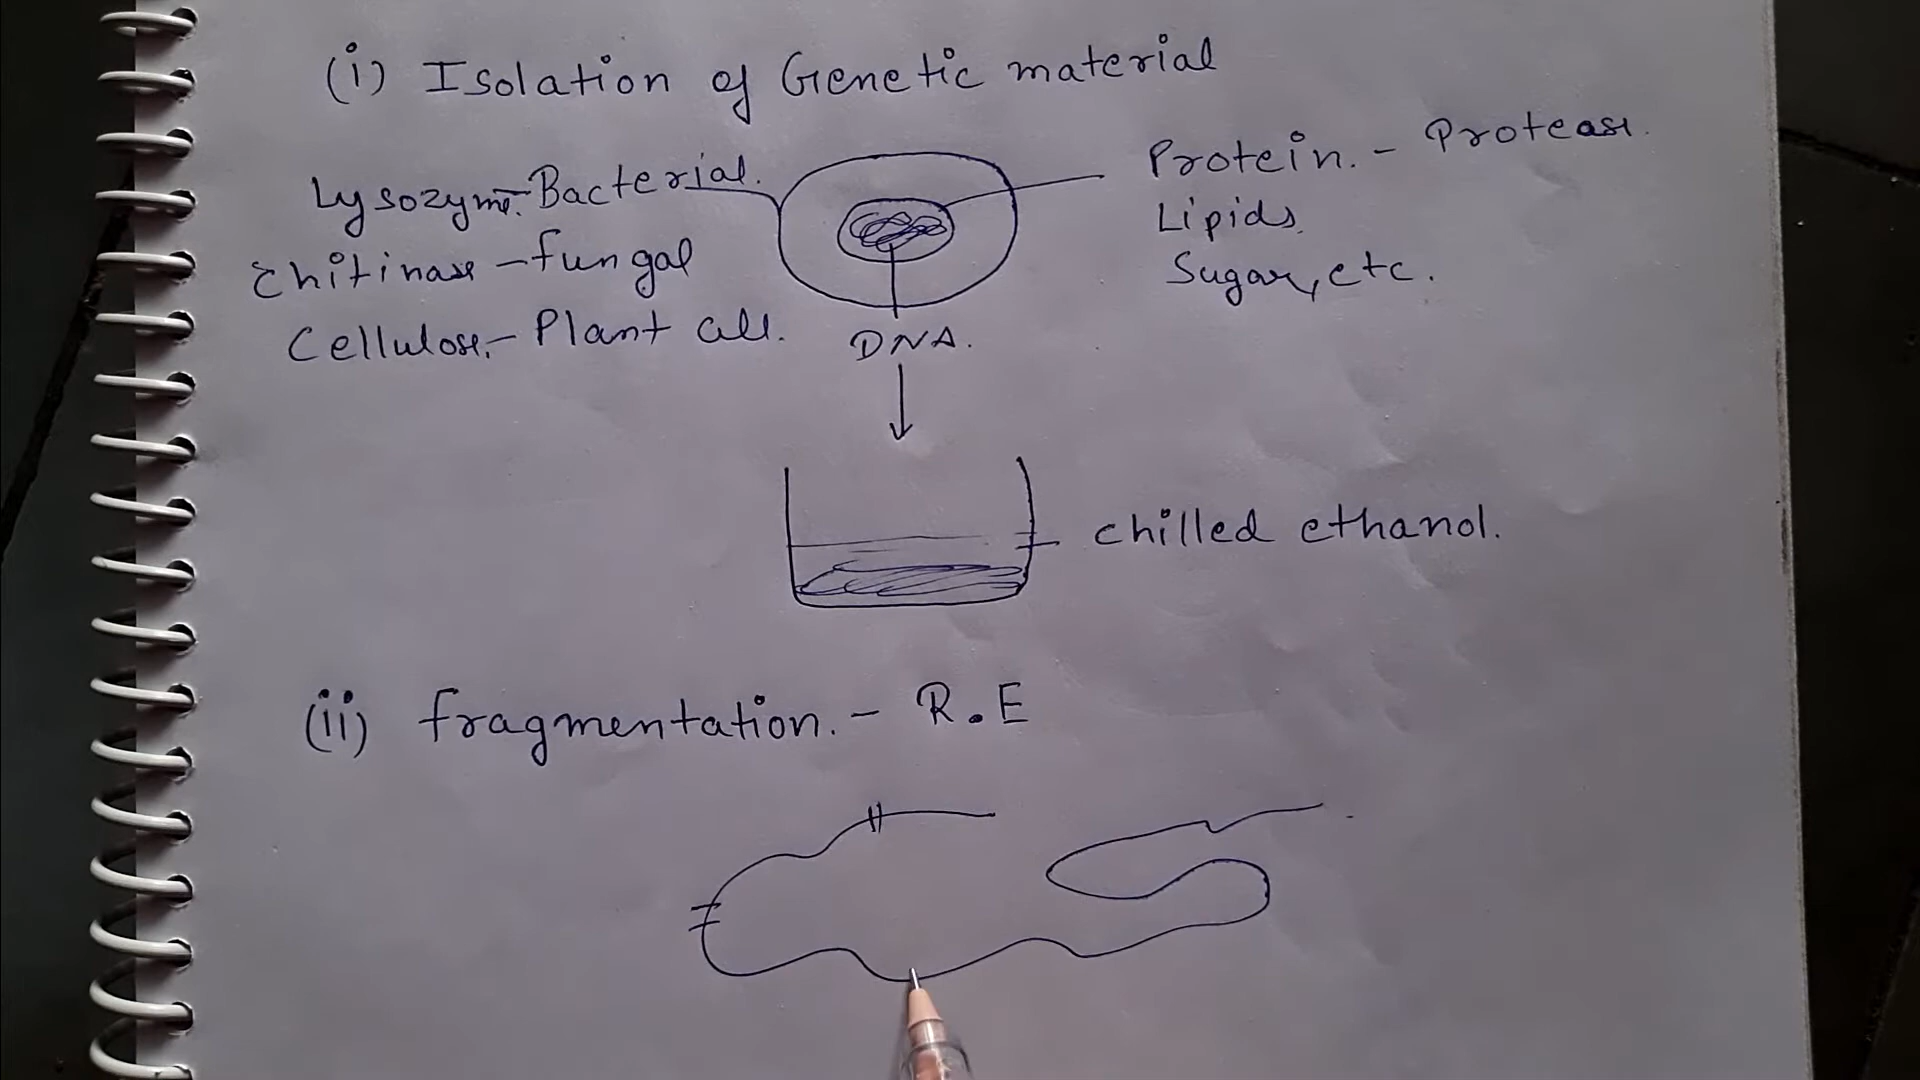 (i) Isolation of Genetic material
Lysozyme - Bacterial.
Protein. - Protease.
Lipids.
Chitinase - fungal
Sugar, etc.
Cellulose. - Plant cell.
DNA.
chilled ethanol.
(ii) fragmentation. - R.E